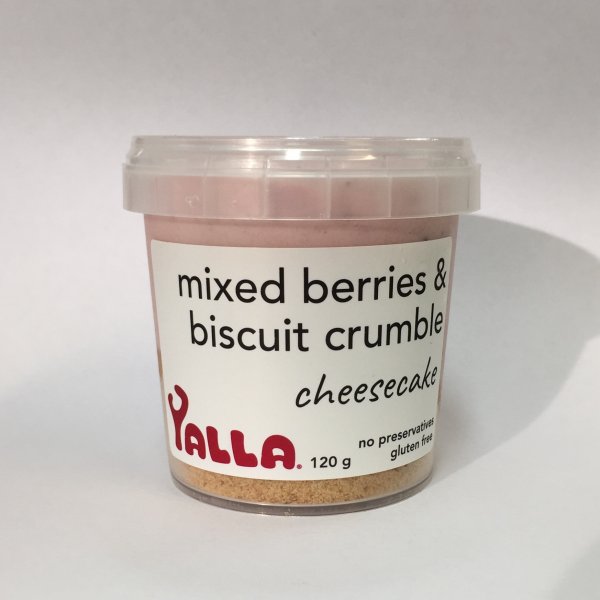 mixed berries &
biscuit crumble
cheesecake
YALLA® 120 g
no preservatives
gluten free